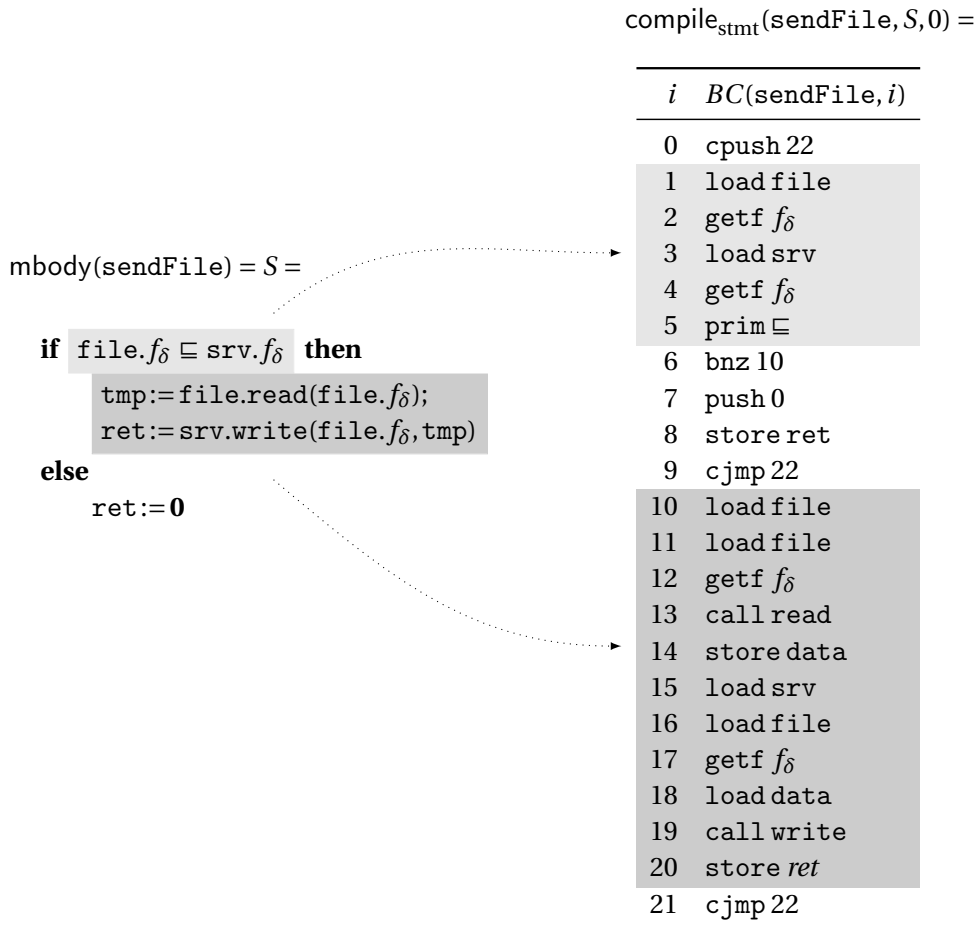 compile_stmt(sendFile, S, 0) =
i BC(sendFile, i)
0 cpush 22
1 load file
2 getf f_δ
3 load srv
4 getf f_δ
5 prim ⊑
6 bnz 10
7 push 0
8 store ret
9 cjmp 22
10 load file
11 load file
12 getf f_δ
13 call read
14 store data
15 load srv
16 load file
17 getf f_δ
18 load data
19 call write
20 store ret
21 cjmp 22
mbody(sendFile) = S =
if file.f_δ ⊑ srv.f_δ then
tmp:=file.read(file.f_δ);
ret:=srv.write(file.f_δ,tmp)
else
ret:=0